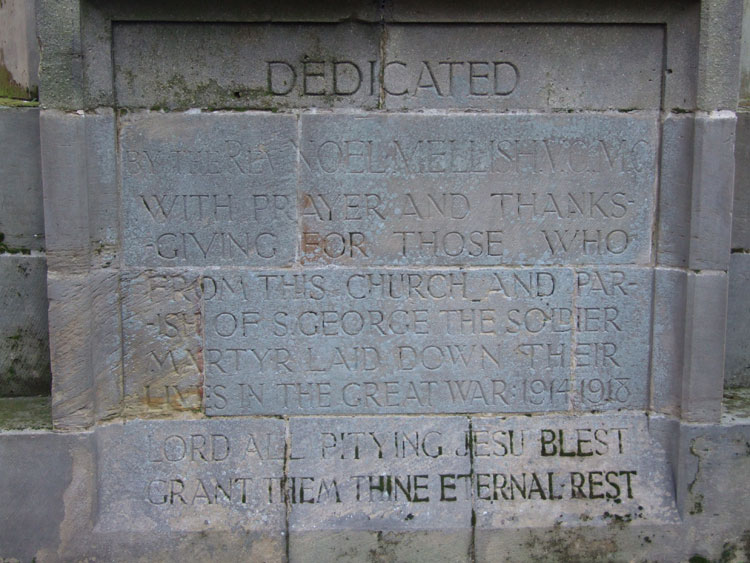 DEDICATED
BY THE REV. NOEL·MELLISH V.C. M.C
WITH PRAYER AND THANKS-
-GIVING FOR THOSE WHO
FROM THIS CHURCH AND PAR-
-ISH OF S. GEORGE THE SOLDIER
MARTYR LAID DOWN THEIR
LIVES IN THE GREAT WAR: 1914-1918
LORD ALL PITYING JESU BLEST
GRANT THEM THINE ETERNAL·REST